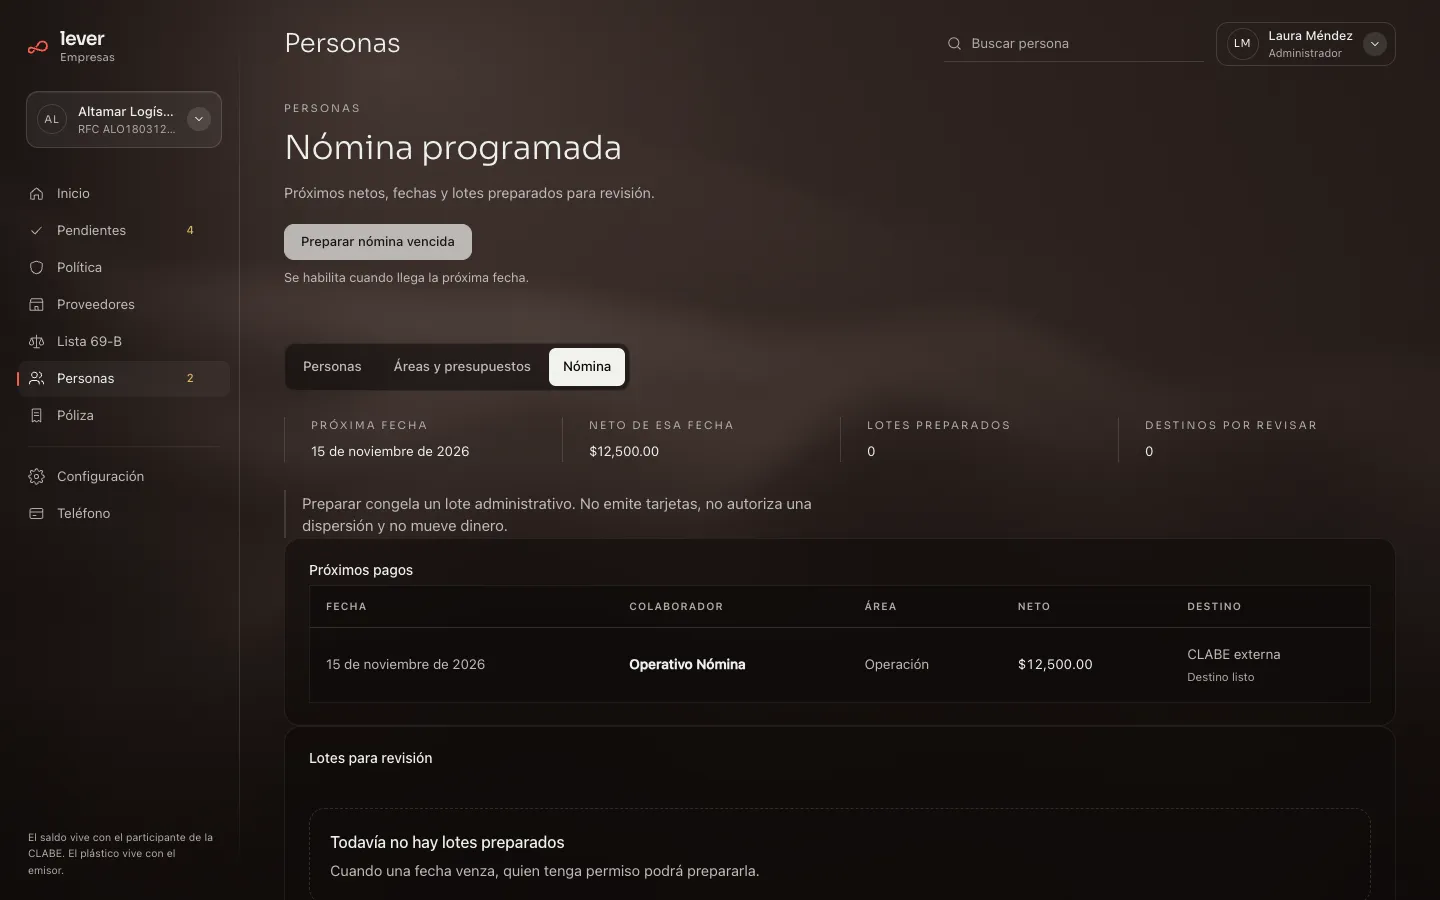 lever
Empresas
AL
Altamar Logís...
RFC ALO180312...
Inicio
Pendientes 4
Política
Proveedores
Lista 69-B
Personas 2
Póliza
Configuración
Teléfono
El saldo vive con el participante de la
CLABE. El plástico vive con el
emisor.
Personas
Buscar persona
LM
Laura Méndez
Administrador
PERSONAS
Nómina programada
Próximos netos, fechas y lotes preparados para revisión.
Preparar nómina vencida
Se habilita cuando llega la próxima fecha.
Personas Áreas y presupuestos Nómina
PRÓXIMA FECHA
15 de noviembre de 2026
NETO DE ESA FECHA
$12,500.00
LOTES PREPARADOS
0
DESTINOS POR REVISAR
0
Preparar congela un lote administrativo. No emite tarjetas, no autoriza una
dispersión y no mueve dinero.
Próximos pagos
FECHA COLABORADOR ÁREA NETO DESTINO
15 de noviembre de 2026 Operativo Nómina Operación $12,500.00 CLABE externa
Destino listo
Lotes para revisión
Todavía no hay lotes preparados
Cuando una fecha venza, quien tenga permiso podrá prepararla.